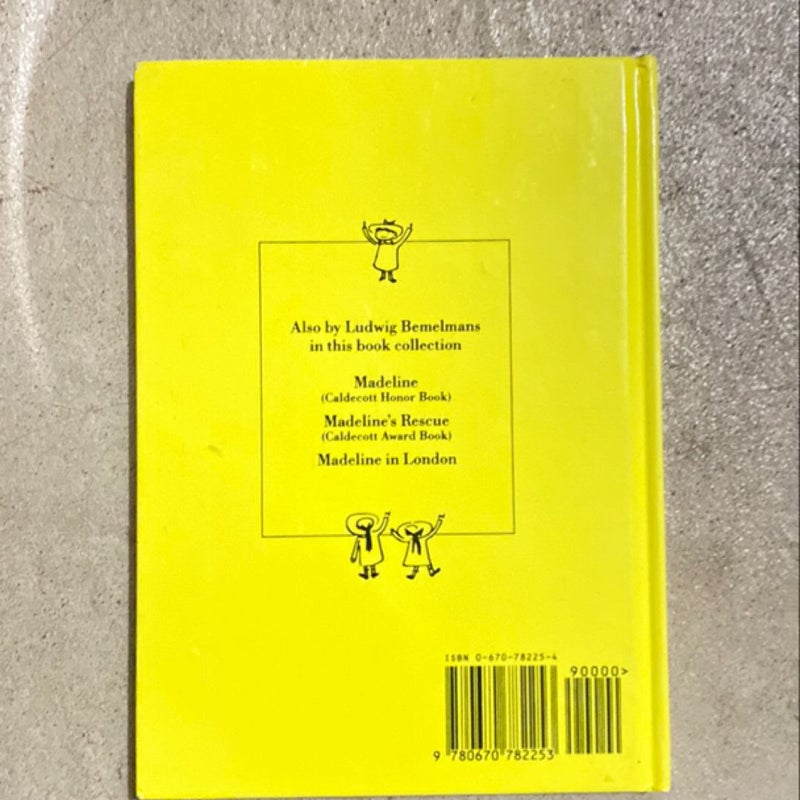 Also by Ludwig Bemelmans
in this book collection
Madeline
(Caldecott Honor Book)
Madeline's Rescue
(Caldecott Award Book)
Madeline in London
ISBN 0-670-78225-4
90000>
9 780670 782253